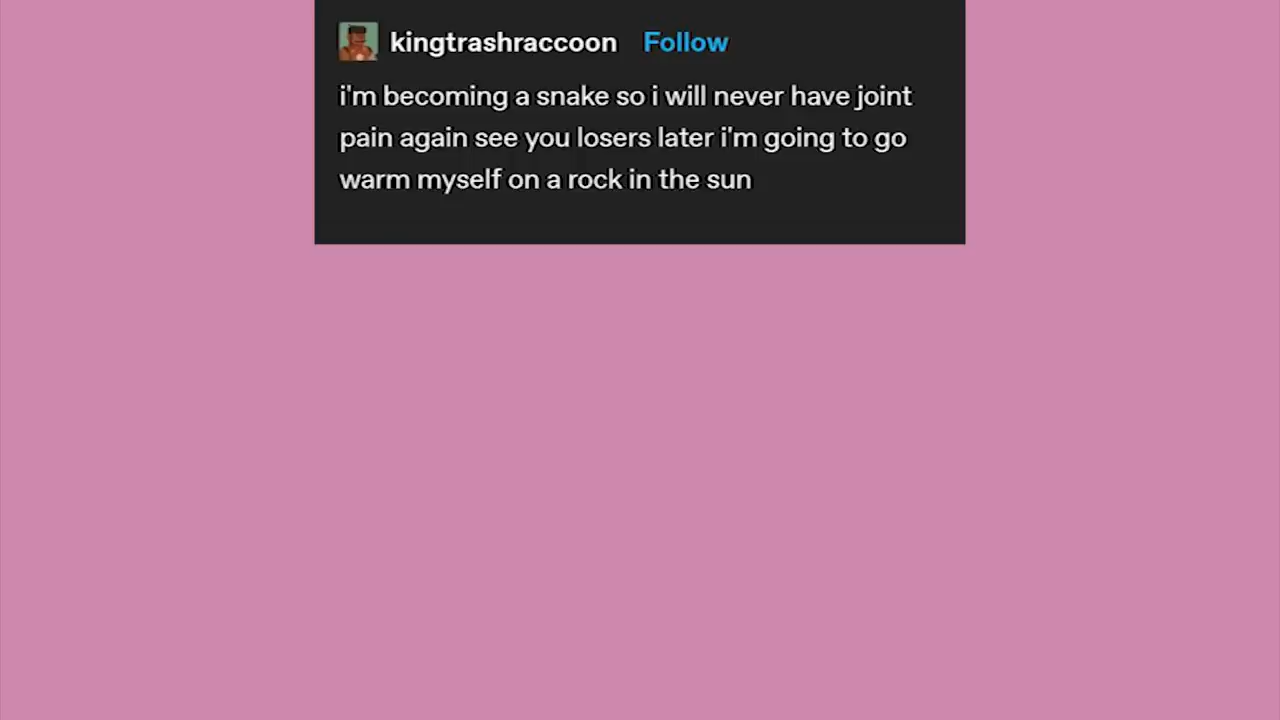 kingtrashraccoon Follow
i'm becoming a snake so i will never have joint
pain again see you losers later i'm going to go
warm myself on a rock in the sun